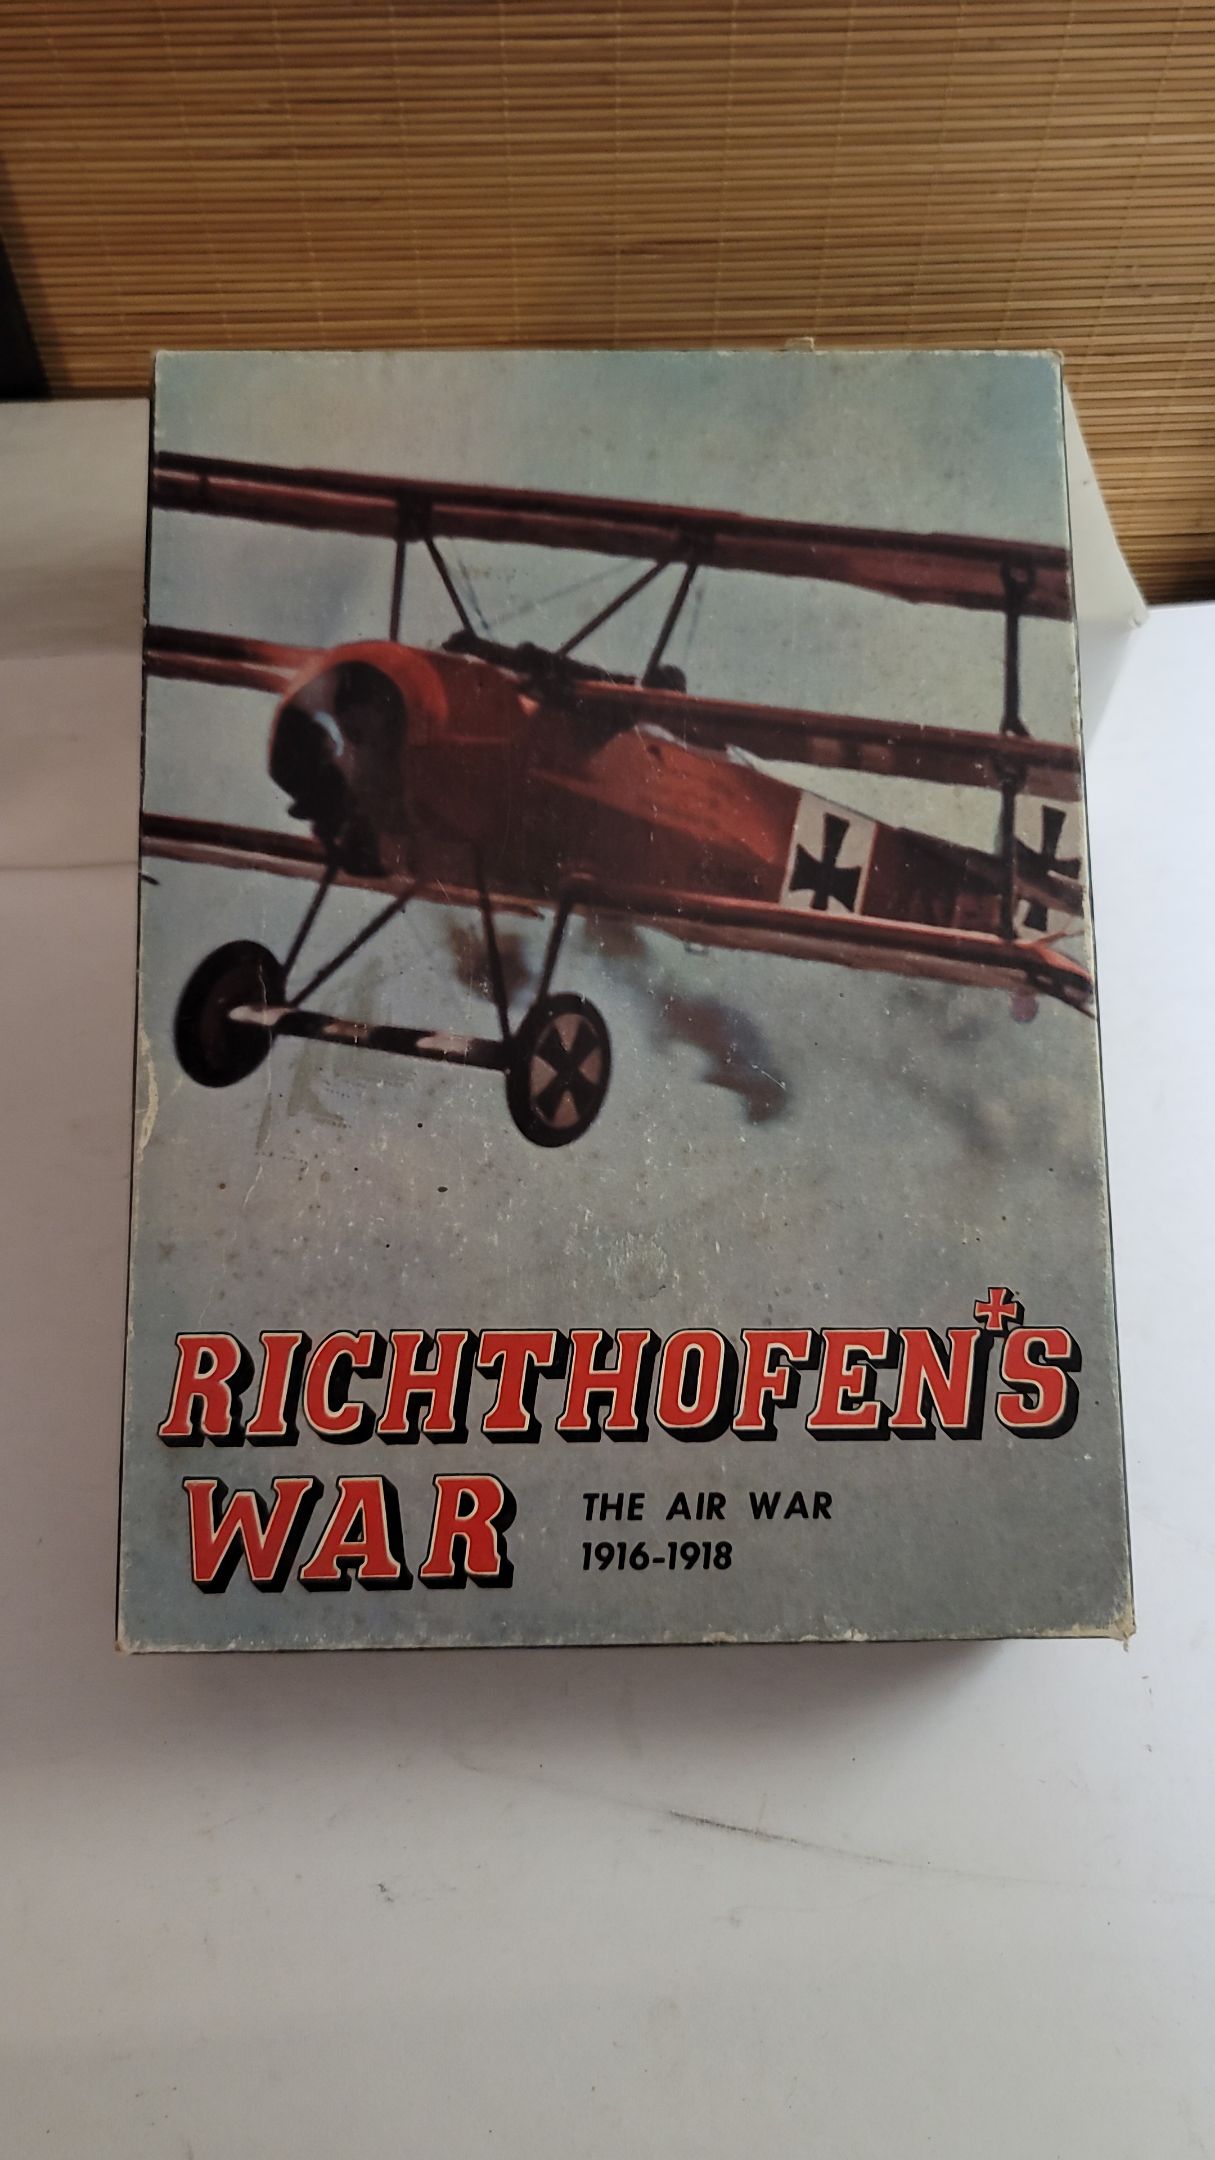 RICHTHOFEN'S
WAR
THE AIR WAR
1916-1918